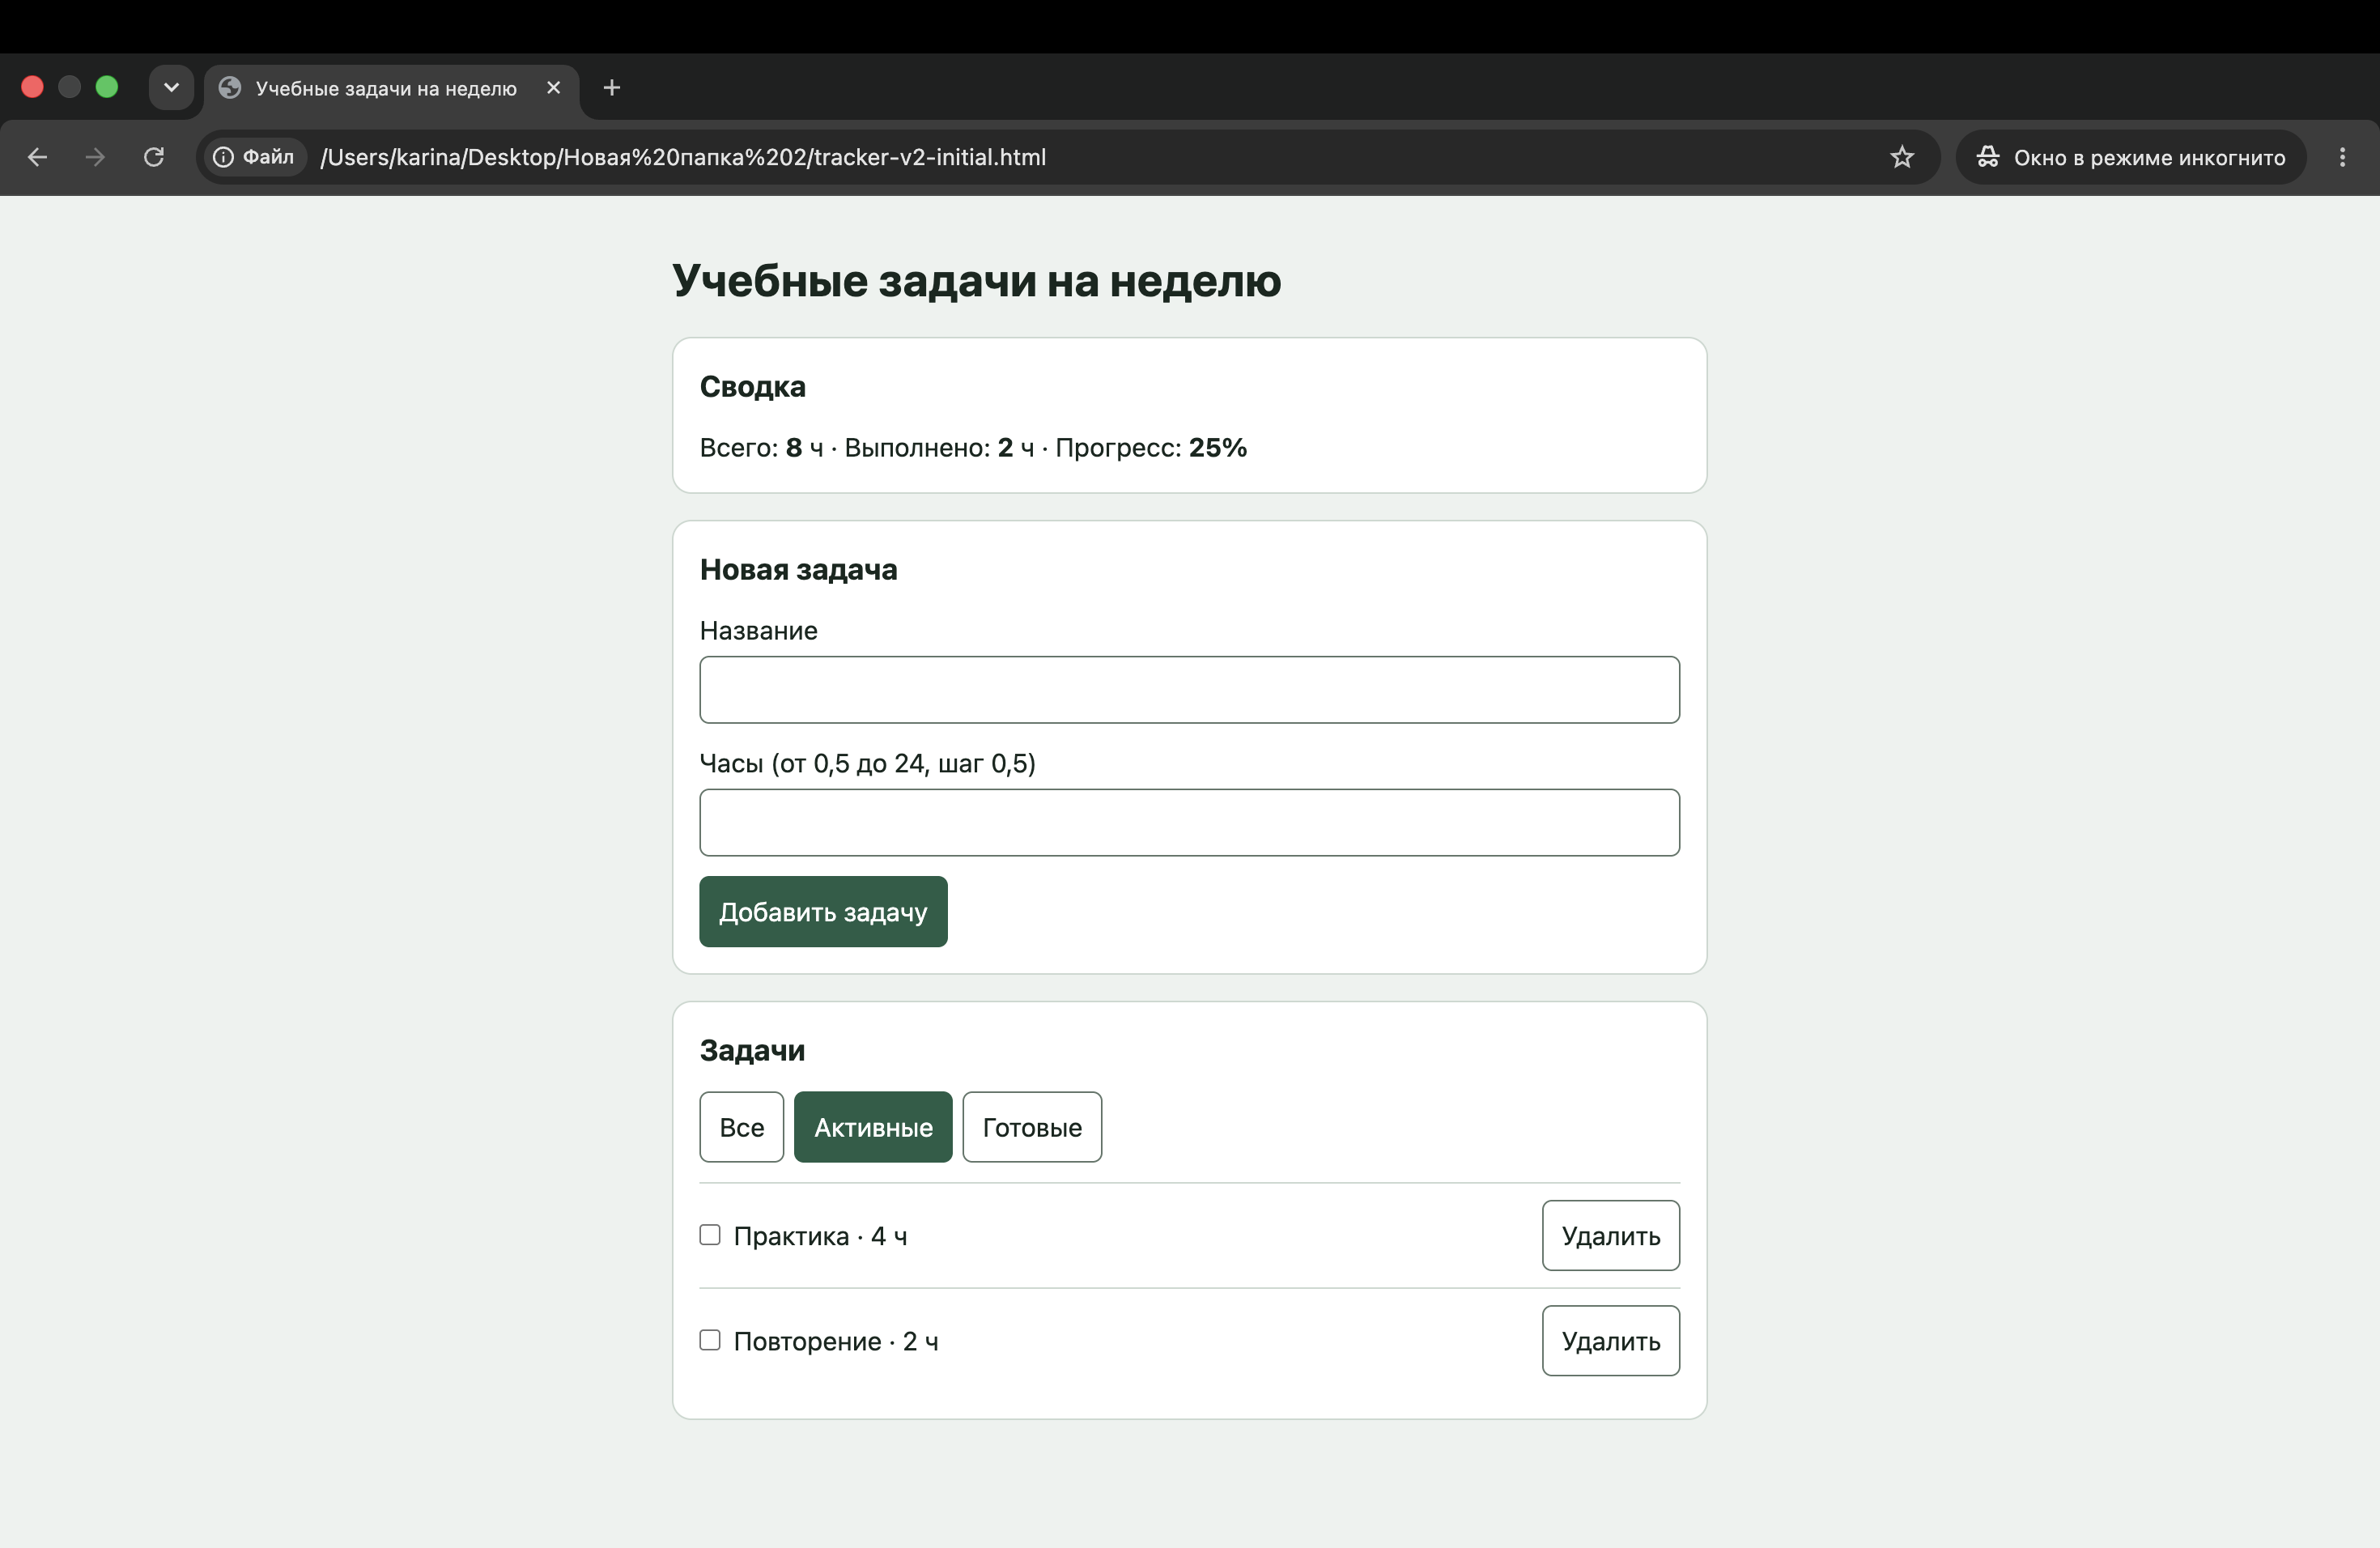 Учебные задачи на неделю
Файл /Users/karina/Desktop/Новая%20папка%202/tracker-v2-initial.html Окно в режиме инкогнито
Учебные задачи на неделю
Сводка
Всего: 8 ч · Выполнено: 2 ч · Прогресс: 25%
Новая задача
Название
Часы (от 0,5 до 24, шаг 0,5)
Добавить задачу
Задачи
Все Активные Готовые
Практика · 4 ч Удалить
Повторение · 2 ч Удалить